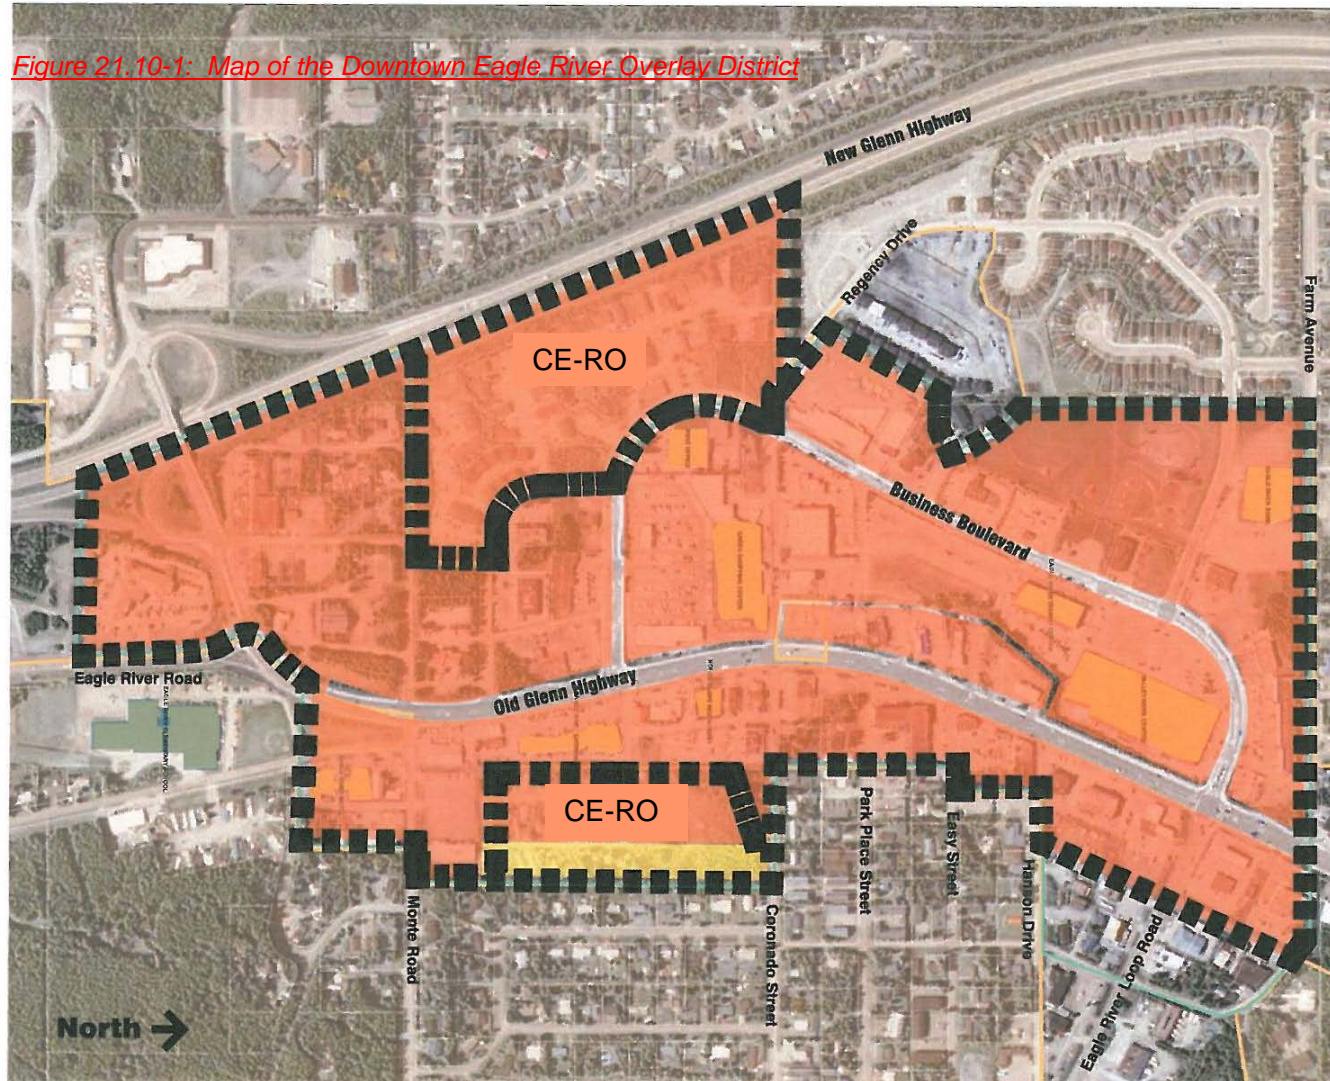 Figure 21.10-1: Map of the Downtown Eagle River Overlay District
New Glenn Highway
Regency Drive
Farm Avenue
CE-RO
Business Boulevard
Eagle River Road
Old Glenn Highway
CE-RO
Park Place Street
Easy Street
Hanson Drive
Monte Road
Coronado Street
Eagle River Loop Road
North